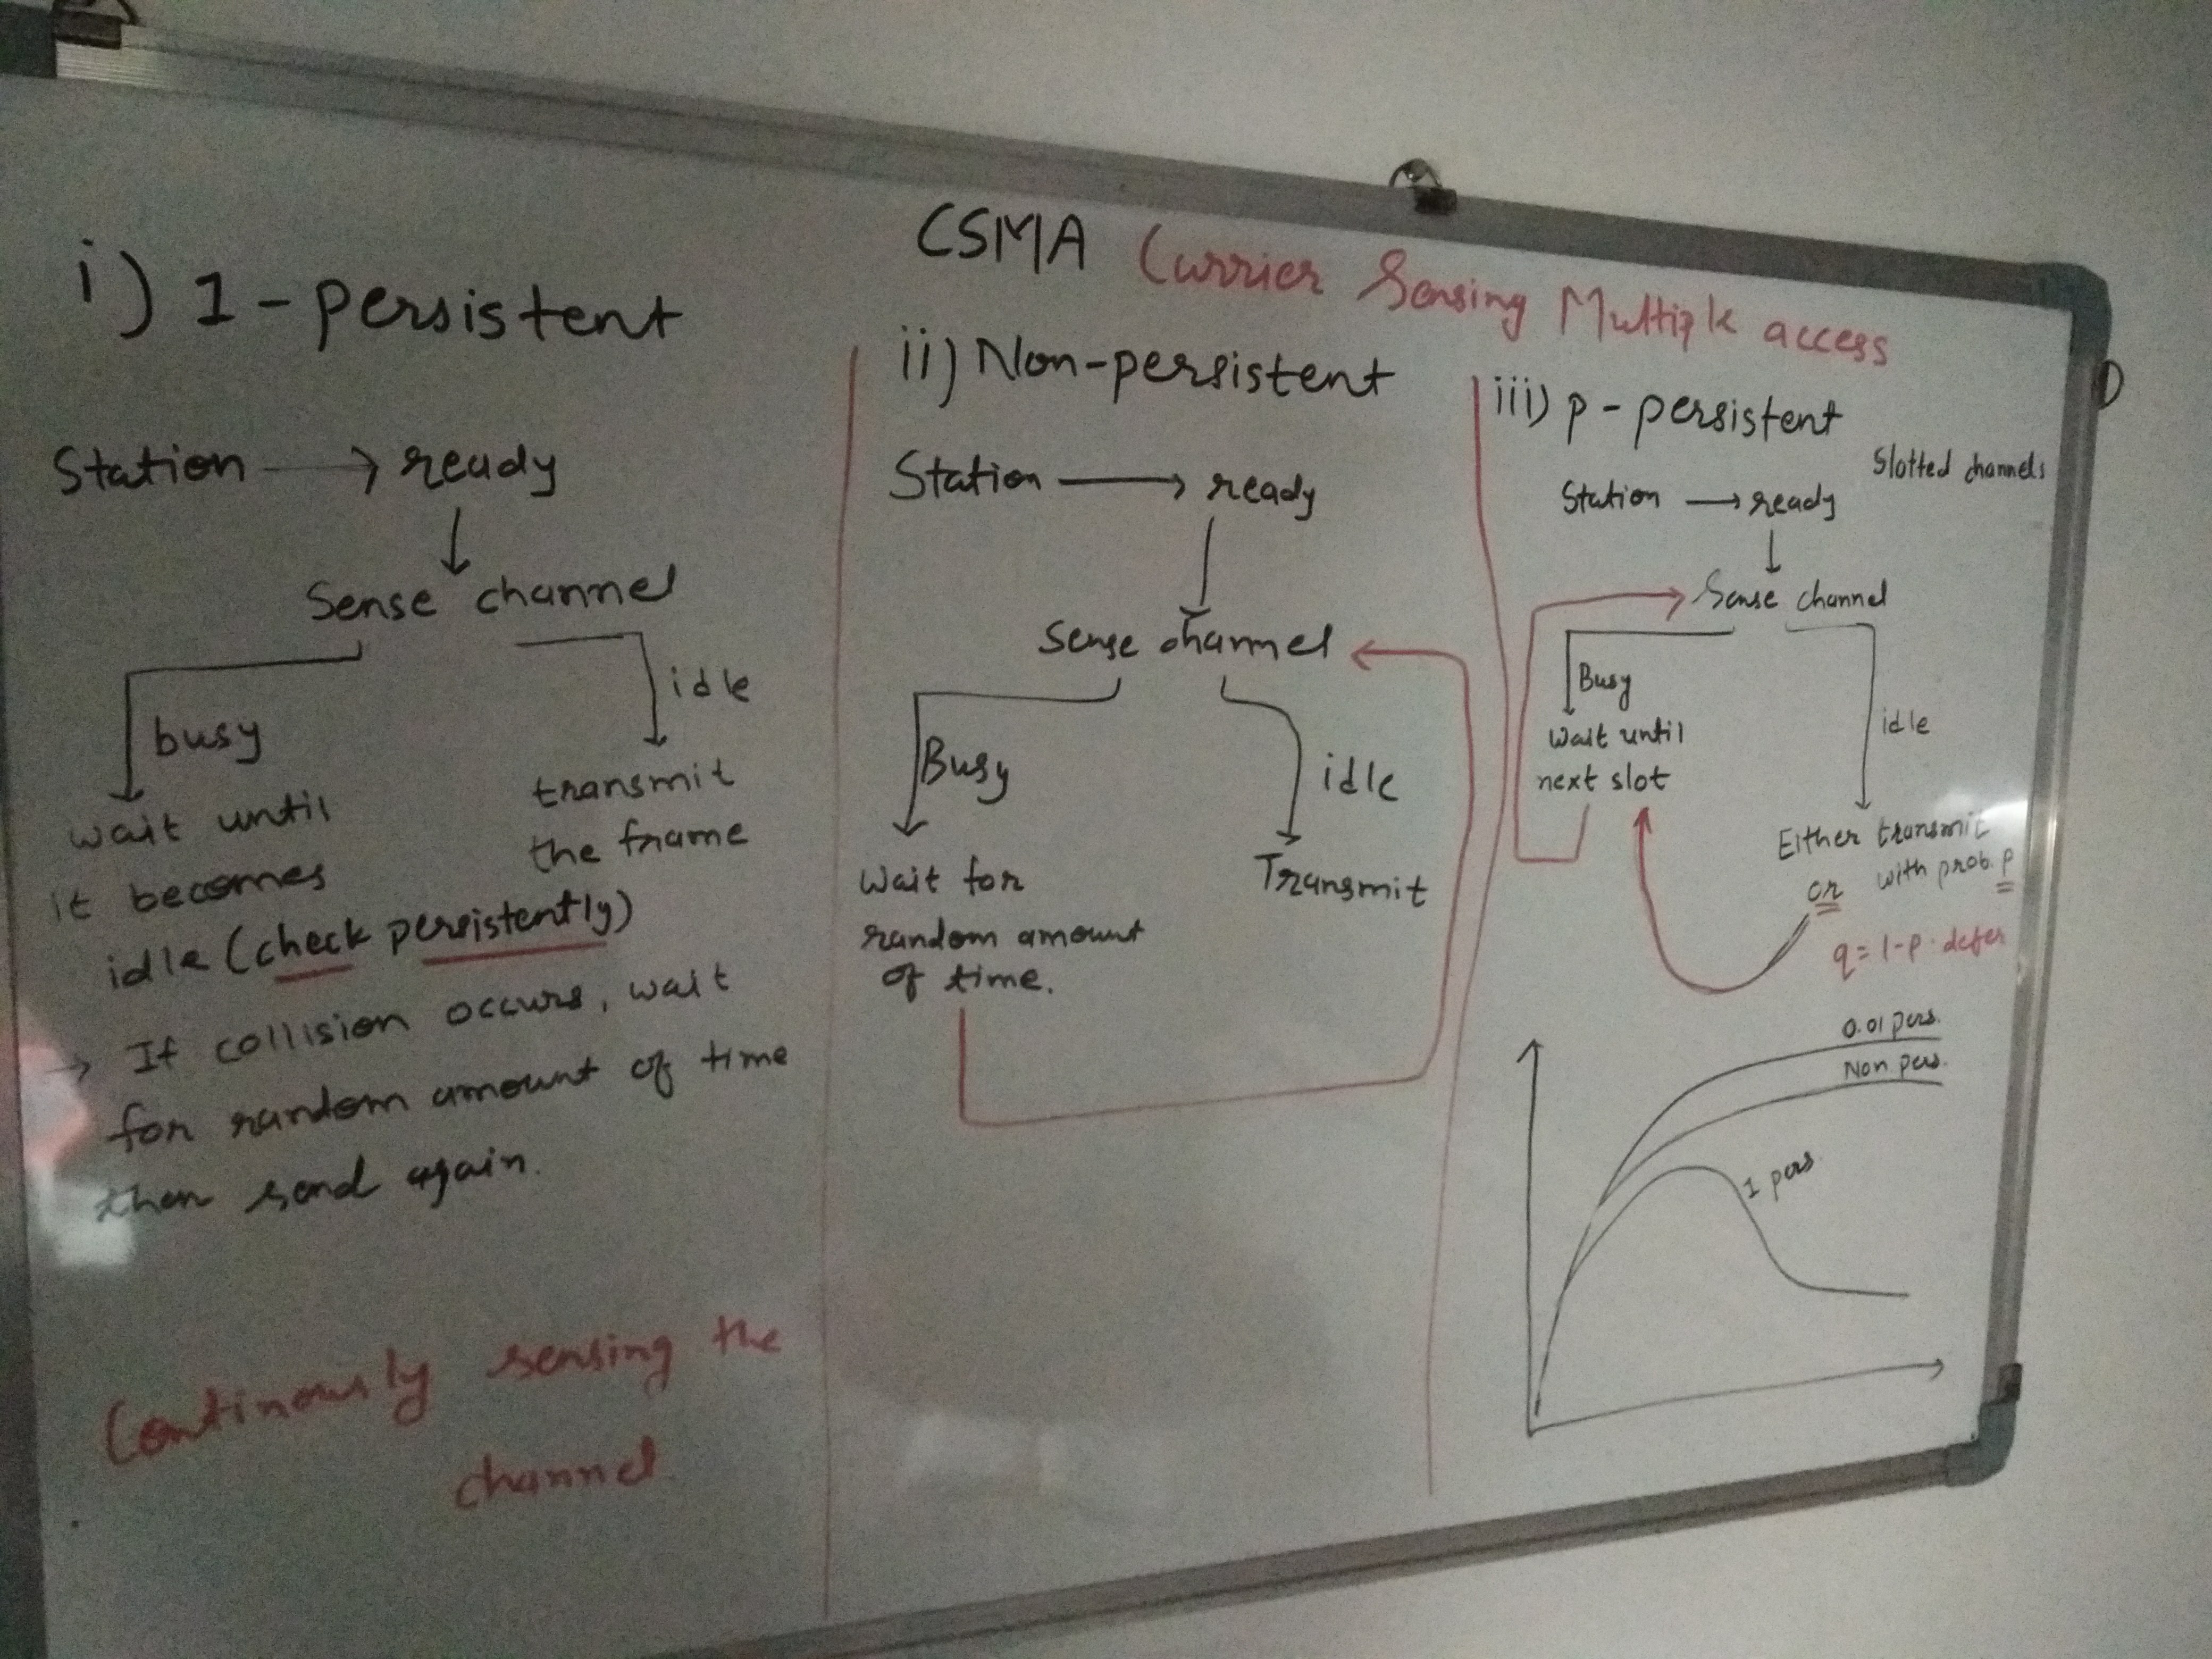 CSMA Currier Sensing Multiple access
i) 1-persistent
Station → ready
Sense channel
busy
idle
wait until
it becomes
idle (check persistently)
transmit
the frame
→ If collision occurs, wait
for random amount of time
then send again.
Continously sensing the
channel
ii) Non-persistent
Station → ready
Sense channel
Busy
idle
Wait for
random amount
of time.
Transmit
iii) p-persistent
Slotted channels
Station → ready
Sense channel
Busy
idle
Wait until
next slot
Either transmit
with prob. p
or
q = 1-p. defer
0.01 pers.
Non pers.
1 pers.